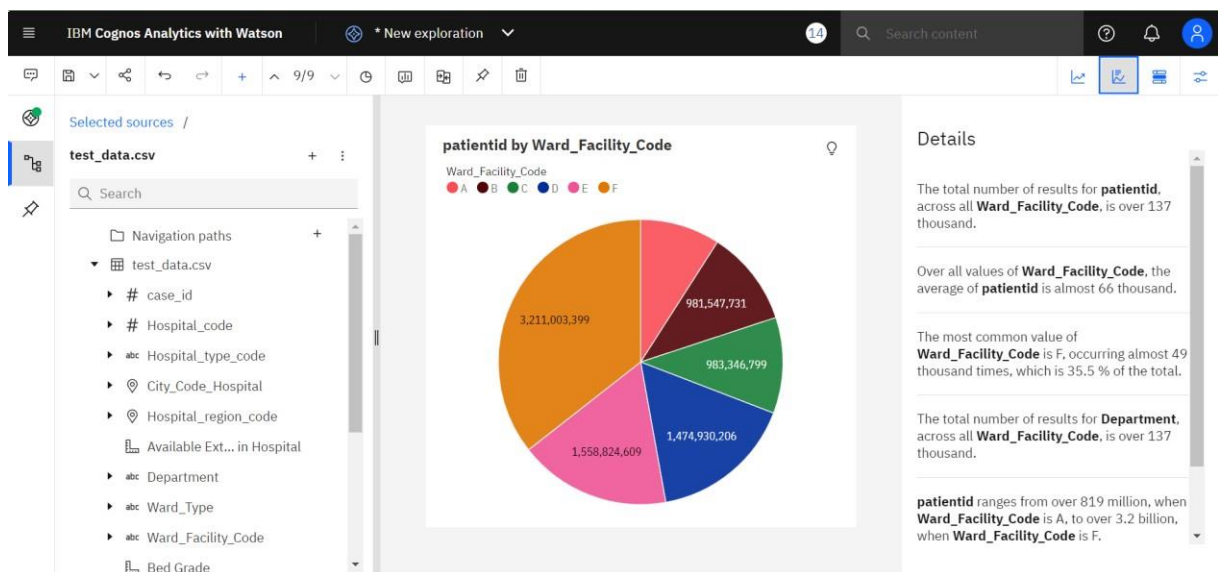 IBM Cognos Analytics with Watson
* New exploration
14
Search content
9/9
Selected sources /
test_data.csv
Search
Navigation paths
test_data.csv
# case_id
# Hospital_code
abc Hospital_type_code
City_Code_Hospital
Hospital_region_code
Available Ext... in Hospital
abc Department
abc Ward_Type
abc Ward_Facility_Code
Bed Grade
patientid by Ward_Facility_Code
Ward_Facility_Code
A B C D E F
981,547,731
3,211,003,399
983,346,799
1,474,930,206
1,558,824,609
Details
The total number of results for patientid,
across all Ward_Facility_Code, is over 137
thousand.
Over all values of Ward_Facility_Code, the
average of patientid is almost 66 thousand.
The most common value of
Ward_Facility_Code is F, occurring almost 49
thousand times, which is 35.5 % of the total.
The total number of results for Department,
across all Ward_Facility_Code, is over 137
thousand.
patientid ranges from over 819 million, when
Ward_Facility_Code is A, to over 3.2 billion,
when Ward_Facility_Code is F.